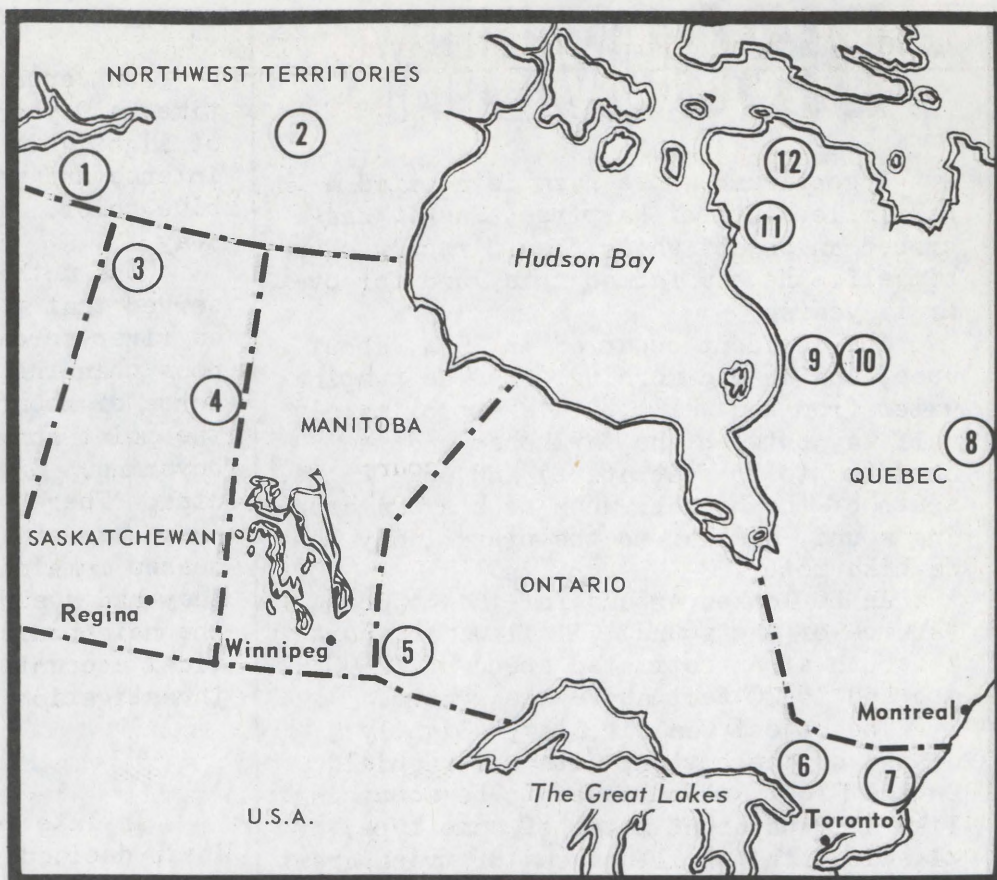 NORTHWEST TERRITORIES
2
1
12
3
11
Hudson Bay
9
10
4
MANITOBA
8
QUEBEC
SASKATCHEWAN
ONTARIO
Regina
Winnipeg
5
Montreal
6
7
The Great Lakes
U.S.A.
Toronto